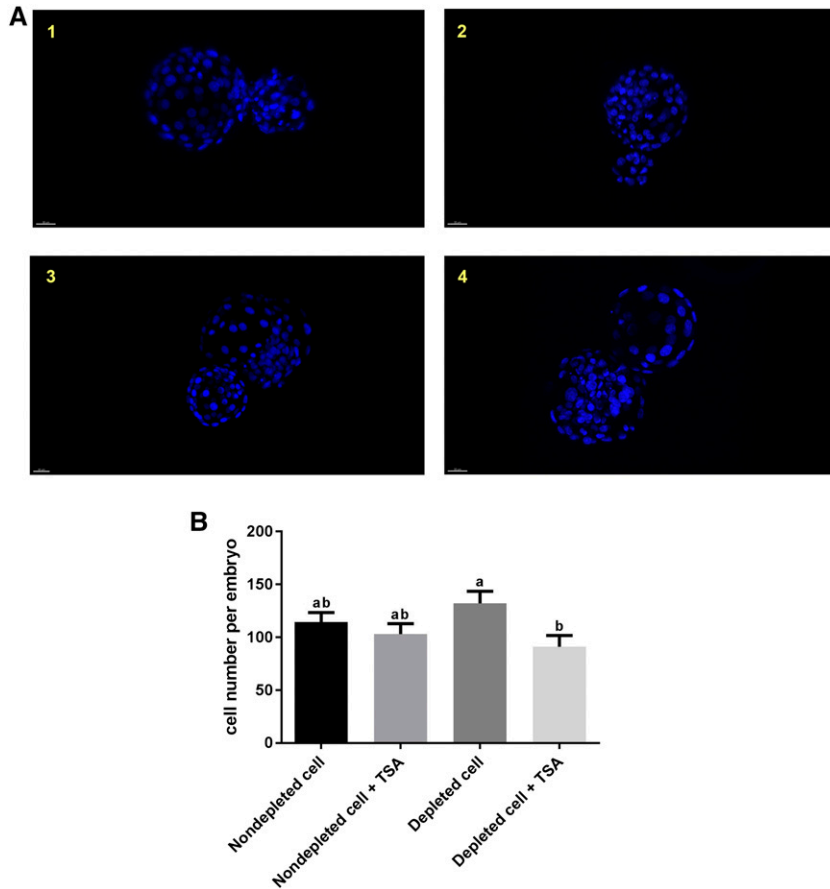 A
1
2
3
4
B
cell number per embryo
200
150
100
50
0
ab
ab
a
b
Nondepleted cell
Nondepleted cell + TSA
Depleted cell
Depleted cell + TSA